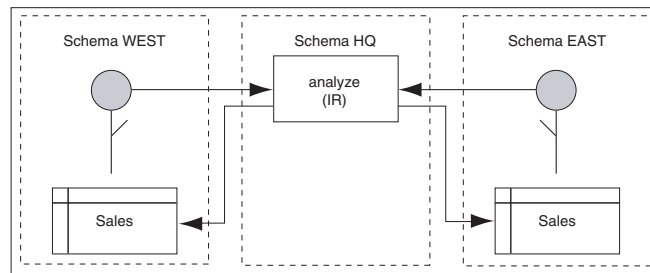 Schema WEST
Schema HQ
Schema EAST
analyze
(IR)
Sales
Sales